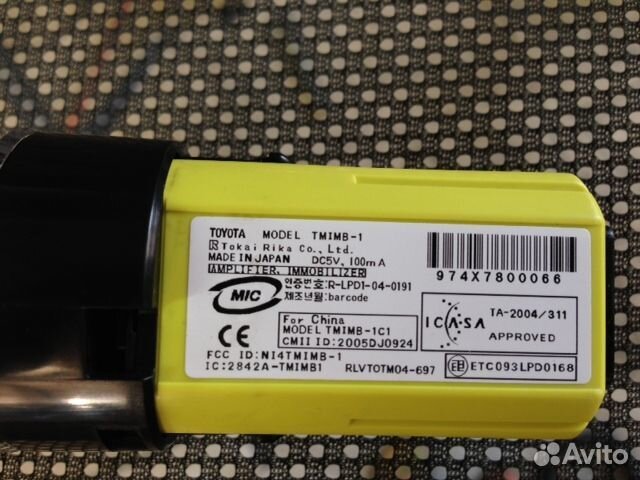 TOYOTA MODEL TMIMB-1
Tokai Rika Co., Ltd.
MADE IN JAPAN DC5V, 100mA
AMPLIFIER, IMMOBILIZER
MIC
인증번호:R-LPD1-04-0191
제조년월:barcode
For China
MODEL TMIMB-1C1
CMII ID:2005DJ0924
CE
FCC ID:NI4TMIMB-1
IC:2842A-TMIMB1
RLVTOTM04-697
974X7800066
ICASA
TA-2004/311
APPROVED
ETC093LPD0168
Avito